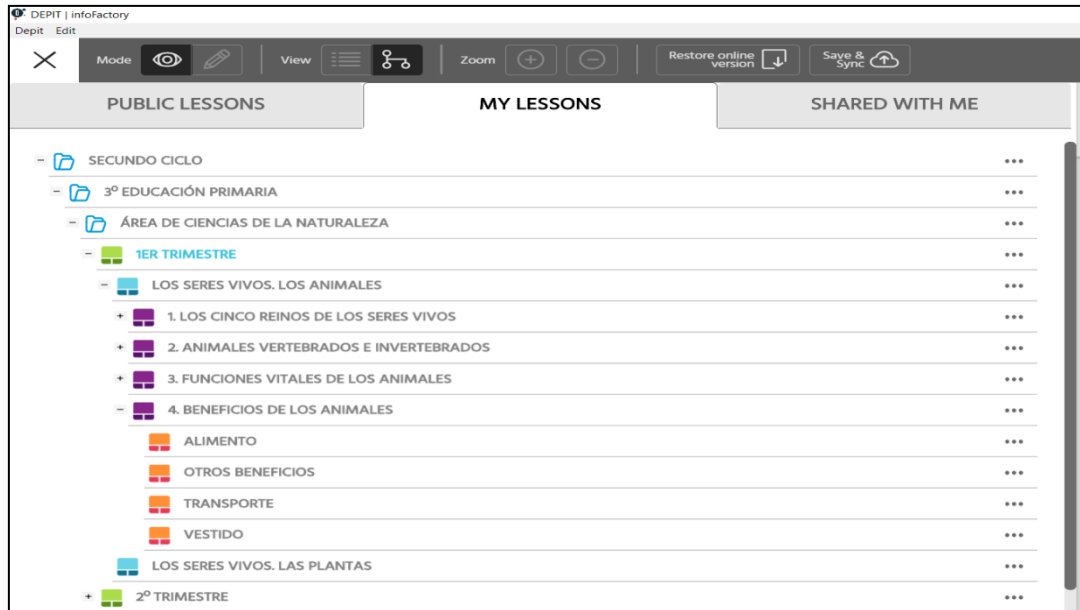 DEPIT | infoFactory
Depit Edit
Mode View Zoom Restore online version Save & Sync
PUBLIC LESSONS MY LESSONS SHARED WITH ME
SECUNDO CICLO
3º EDUCACIÓN PRIMARIA
ÁREA DE CIENCIAS DE LA NATURALEZA
1ER TRIMESTRE
LOS SERES VIVOS. LOS ANIMALES
1. LOS CINCO REINOS DE LOS SERES VIVOS
2. ANIMALES VERTEBRADOS E INVERTEBRADOS
3. FUNCIONES VITALES DE LOS ANIMALES
4. BENEFICIOS DE LOS ANIMALES
ALIMENTO
OTROS BENEFICIOS
TRANSPORTE
VESTIDO
LOS SERES VIVOS. LAS PLANTAS
2º TRIMESTRE